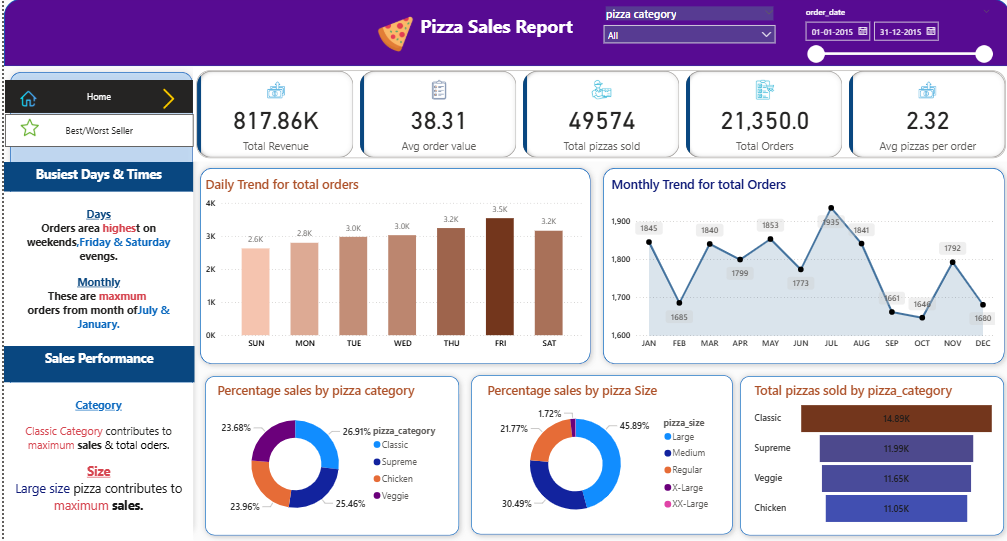 Pizza Sales Report
pizza category
All
order_date
01-01-2015
31-12-2015
Home
Best/Worst Seller
817.86K
Total Revenue
38.31
Avg order value
49574
Total pizzas sold
21,350.0
Total Orders
2.32
Avg pizzas per order
Busiest Days & Times
Days
Orders area highest on
weekends,Friday & Saturday
evengs.
Monthly
These are maxmum
orders from month ofJuly &
January.
Sales Performance
Category
Classic Category contributes to
maximum sales & total oders.
Size
Large size pizza contributes to
maximum sales.
Daily Trend for total orders
4K
3K
2K
1K
0K
2.6K
2.8K
3.0K
3.0K
3.2K
3.5K
3.2K
SUN
MON
TUE
WED
THU
FRI
SAT
Monthly Trend for total Orders
1,900
1,800
1,700
1,600
1845
1685
1840
1799
1853
1773
1935
1841
1661
1646
1792
1680
JAN
FEB
MAR
APR
MAY
JUN
JUL
AUG
SEP
OCT
NOV
DEC
Percentage sales by pizza category
23.68%
26.91%
23.96%
25.46%
pizza_category
Classic
Supreme
Chicken
Veggie
Percentage sales by pizza Size
1.72%
21.77%
45.89%
30.49%
pizza_size
Large
Medium
Regular
X-Large
XX-Large
Total pizzas sold by pizza_category
Classic
14.89K
Supreme
11.99K
Veggie
11.65K
Chicken
11.05K